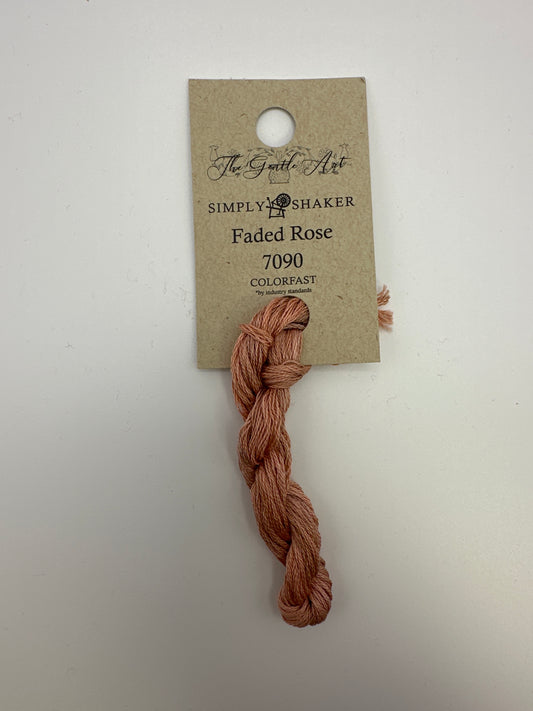 The Gentle Art
SIMPLY SHAKER
Faded Rose
7090
COLORFAST
*by industry standards